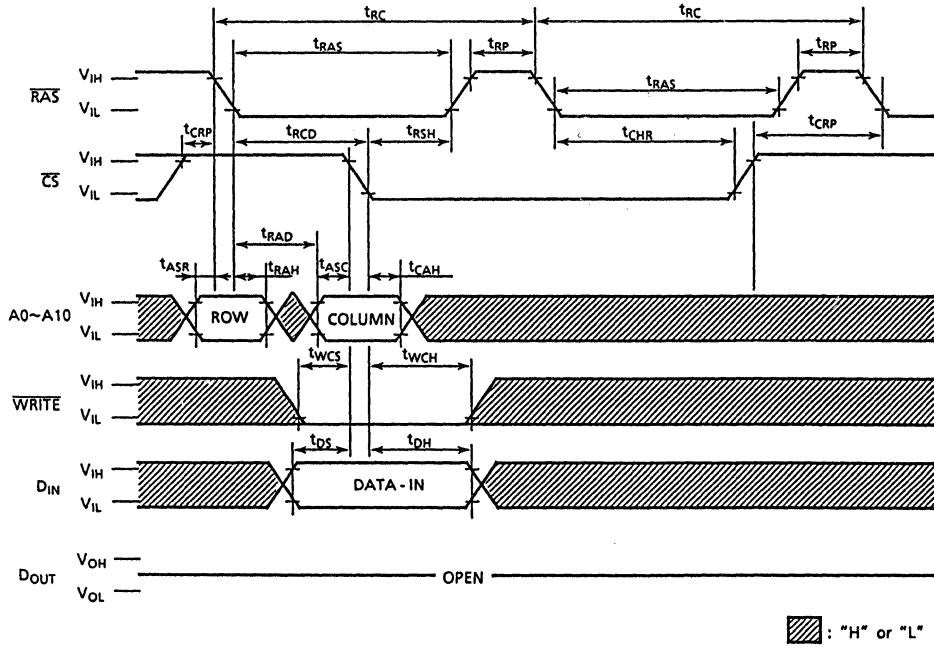 tRC tRC
tRAS tRP tRP
tRAS
RAS VIH
VIL
tCRP tRCD tRSH tCHR tCRP
CS VIH
VIL
tRAD
tASR tRAH tASC tCAH
A0~A10 VIH
VIL
ROW COLUMN
tWCS tWCH
WRITE VIH
VIL
tDS tDH
DIN VIH
VIL
DATA-IN
DOUT VOH
VOL
OPEN
: "H" or "L"